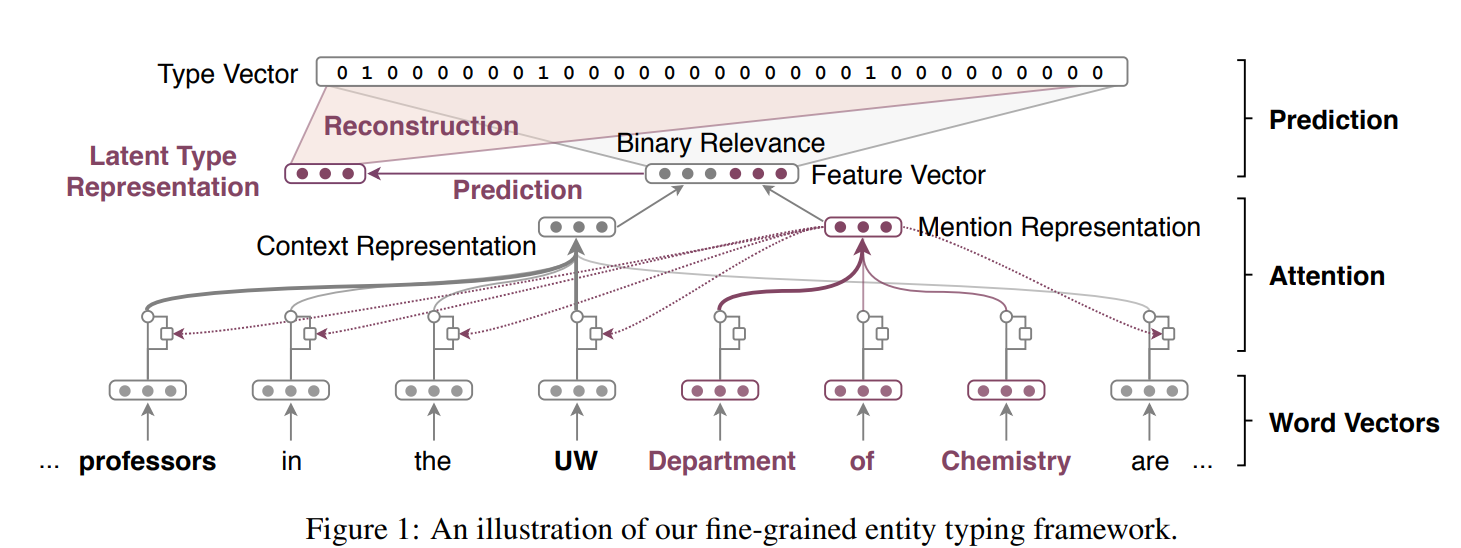 Type Vector 0 1 0 0 0 0 0 0 1 0 0 0 0 0 0 0 0 0 0 0 0 1 0 0 0 0 0 0 0 0 0
Reconstruction
Prediction
Binary Relevance
Latent Type
Representation
Feature Vector
Prediction
Mention Representation
Context Representation
Attention
Word Vectors
... professors in the UW Department of Chemistry are ...
Figure 1: An illustration of our fine-grained entity typing framework.